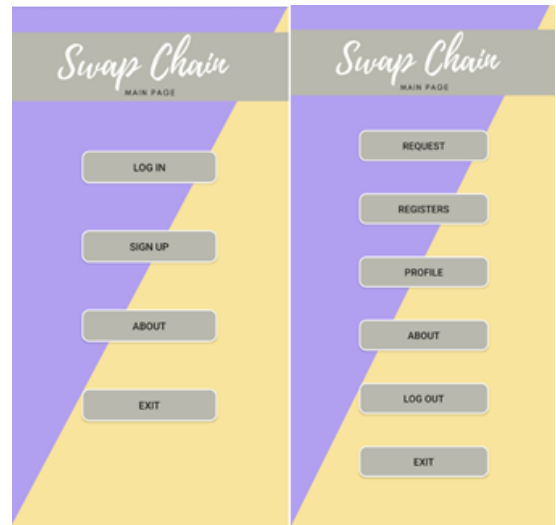 Swap Chain
MAIN PAGE
LOG IN
SIGN UP
ABOUT
EXIT
Swap Chain
MAIN PAGE
REQUEST
REGISTERS
PROFILE
ABOUT
LOG OUT
EXIT